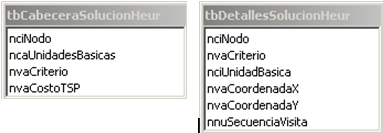 tbCabeceraSolucionHeur
nciNodo
ncaUnidadesBasicas
nvaCriterio
nvaCostoTSP
tbDetallesSolucionHeur
nciNodo
nvaCriterio
nciUnidadBasica
nvaCoordenadaX
nvaCoordenadaY
nnuSecuenciaVisita